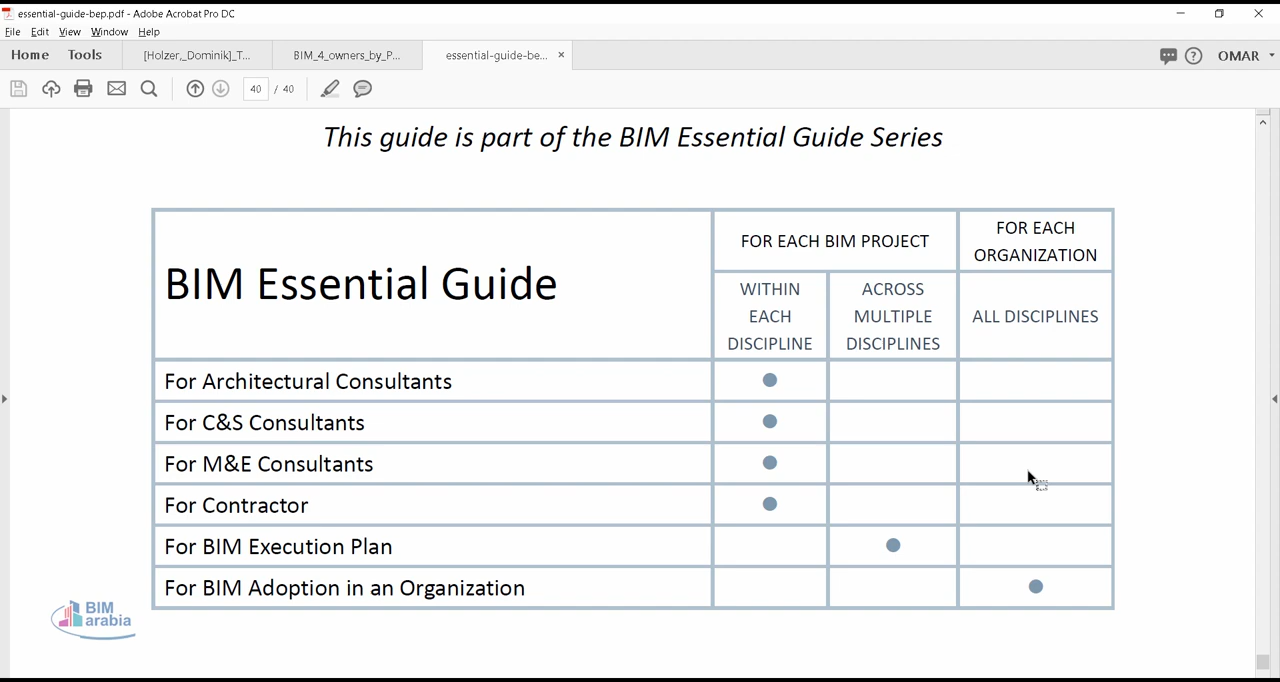 essential-guide-bep.pdf - Adobe Acrobat Pro DC
File Edit View Window Help
Home Tools [Holzer,_Dominik]_T... BIM_4_owners_by_P... essential-guide-be... × OMAR
40 / 40
This guide is part of the BIM Essential Guide Series
BIM Essential Guide
FOR EACH BIM PROJECT
FOR EACH
ORGANIZATION
WITHIN
EACH
DISCIPLINE
ACROSS
MULTIPLE
DISCIPLINES
ALL DISCIPLINES
For Architectural Consultants
For C&S Consultants
For M&E Consultants
For Contractor
For BIM Execution Plan
For BIM Adoption in an Organization
BIM
arabia